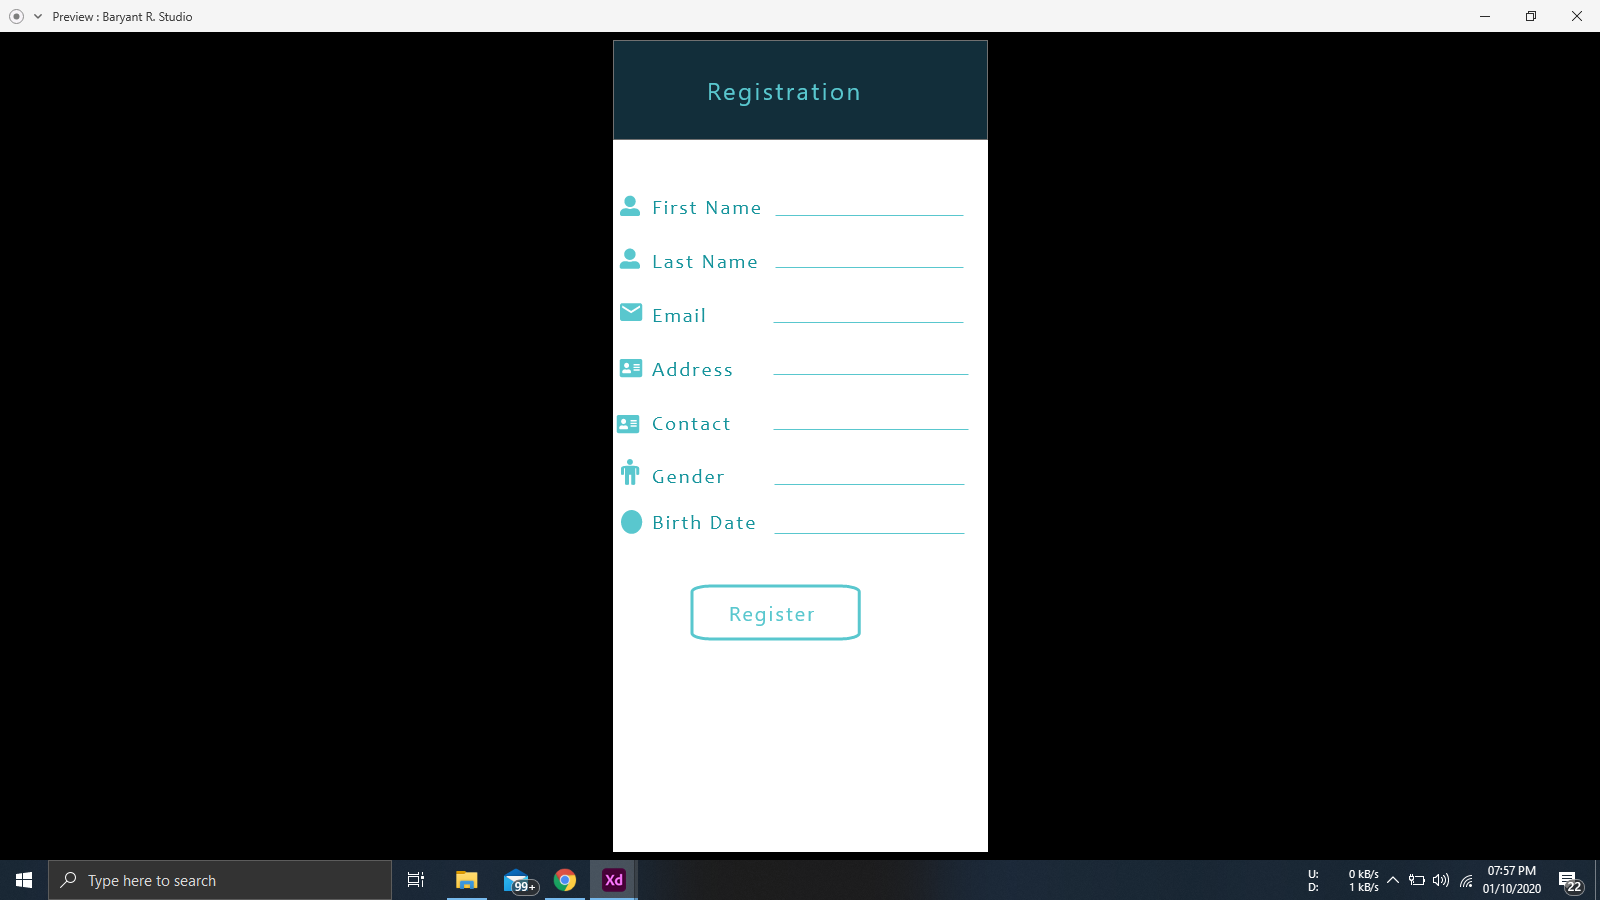 Preview : Baryant R. Studio
Registration
First Name
Last Name
Email
Address
Contact
Gender
Birth Date
Register
Type here to search
99+
Xd
U: 0 kB/s
D: 1 kB/s
07:57 PM
01/10/2020
22